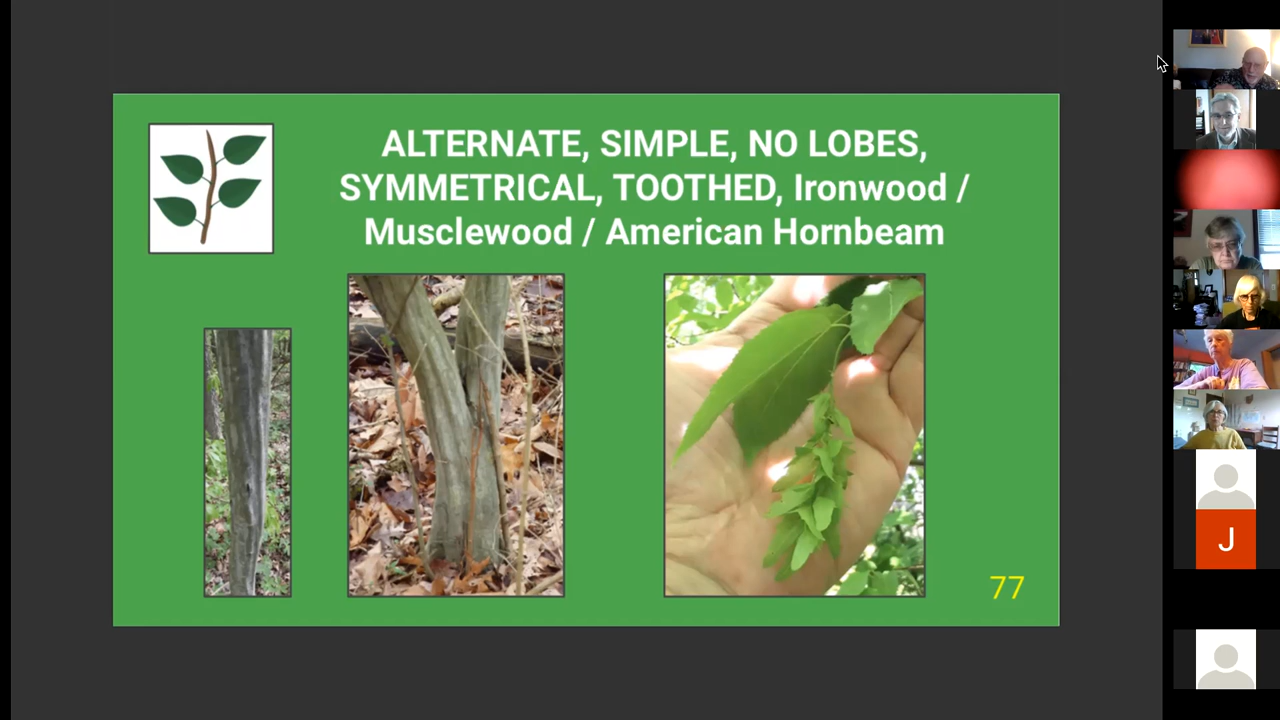 ALTERNATE, SIMPLE, NO LOBES,
SYMMETRICAL, TOOTHED, Ironwood /
Musclewood / American Hornbeam
77
J